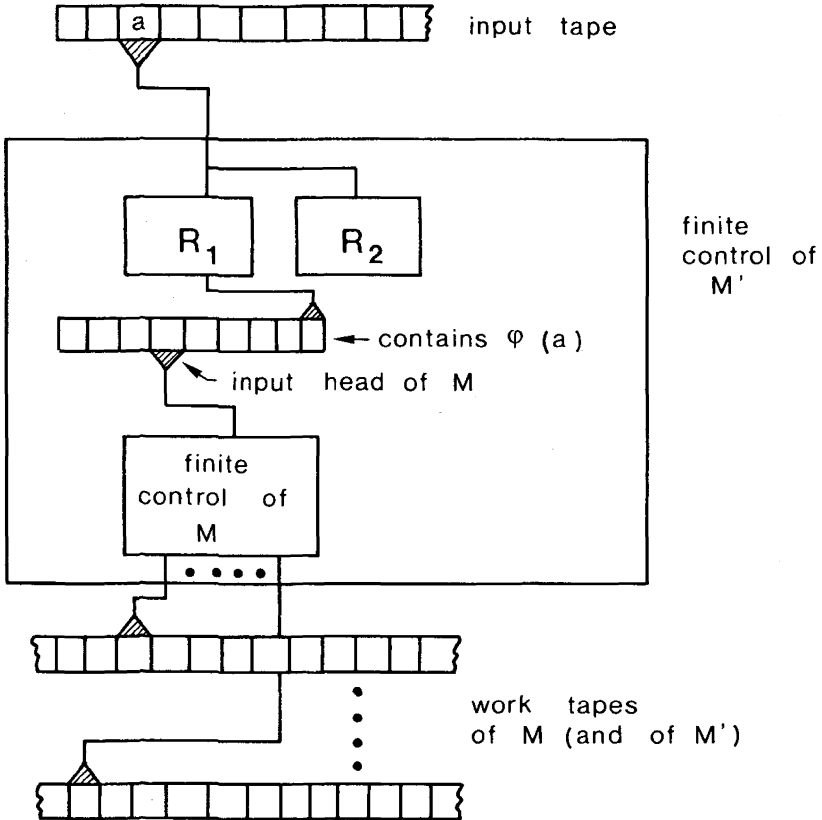 a
input tape
R₁
R₂
finite
control of
M'
contains φ (a)
input head of M
finite
control of
M
work tapes
of M (and of M')